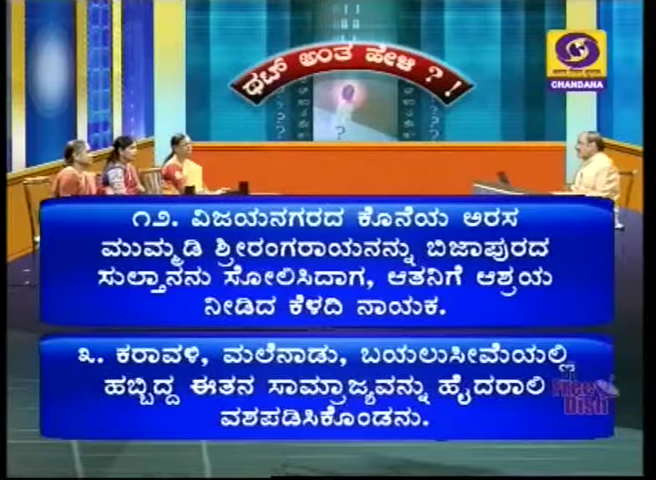 ಥಟ್ ಅಂತ ಹೇಳಿ ?!
CHANDANA
೧೨. ವಿಜಯನಗರದ ಕೊನೆಯ ಅರಸ
ಮುಮ್ಮಡಿ ಶ್ರೀರಂಗರಾಯನನ್ನು ಬಿಜಾಪುರದ
ಸುಲ್ತಾನನು ಸೋಲಿಸಿದಾಗ, ಆತನಿಗೆ ಆಶ್ರಯ
ನೀಡಿದ ಕೆಳದಿ ನಾಯಕ.
೩. ಕರಾವಳಿ, ಮಲೆನಾಡು, ಬಯಲುಸೀಮೆಯಲ್ಲಿ
ಹಬ್ಬಿದ್ದ ಈತನ ಸಾಮ್ರಾಜ್ಯವನ್ನು ಹೈದರಾಲಿ
ವಶಪಡಿಸಿಕೊಂಡನು.
Free
Dish